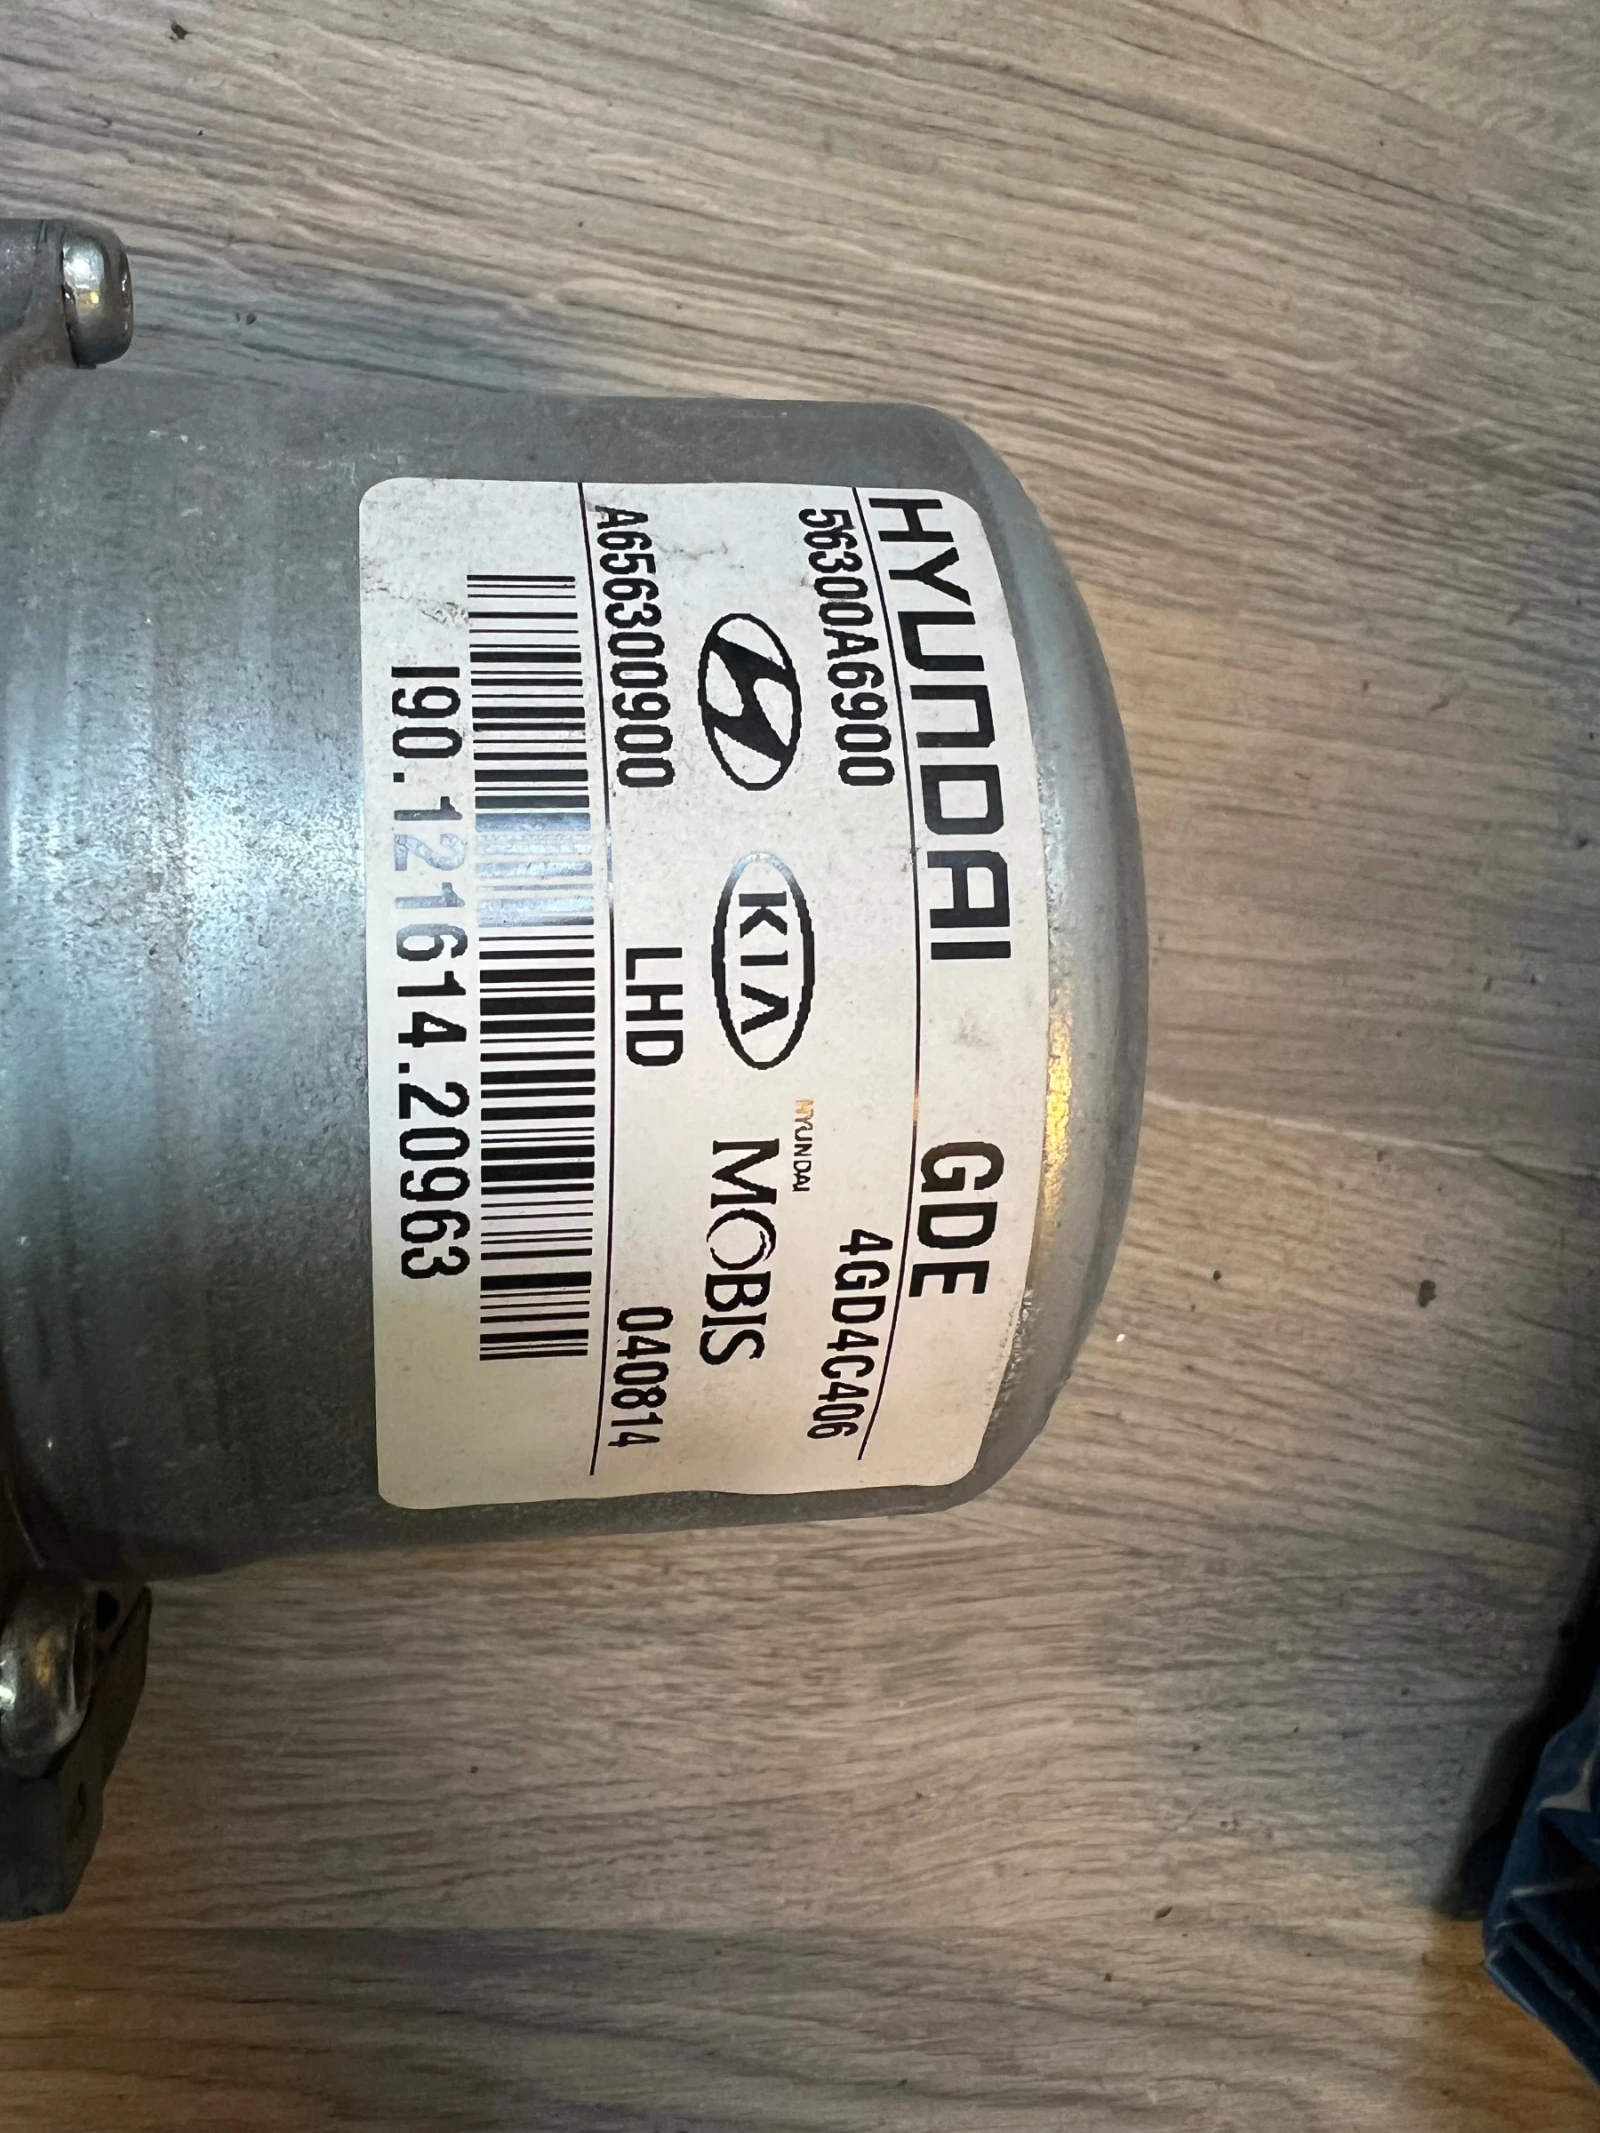 HYUNDAI GDE
56300A6900 4GD4C406
KIA HYUNDAI MOBIS
A656300900 LHD 040814
I90.121614.20963